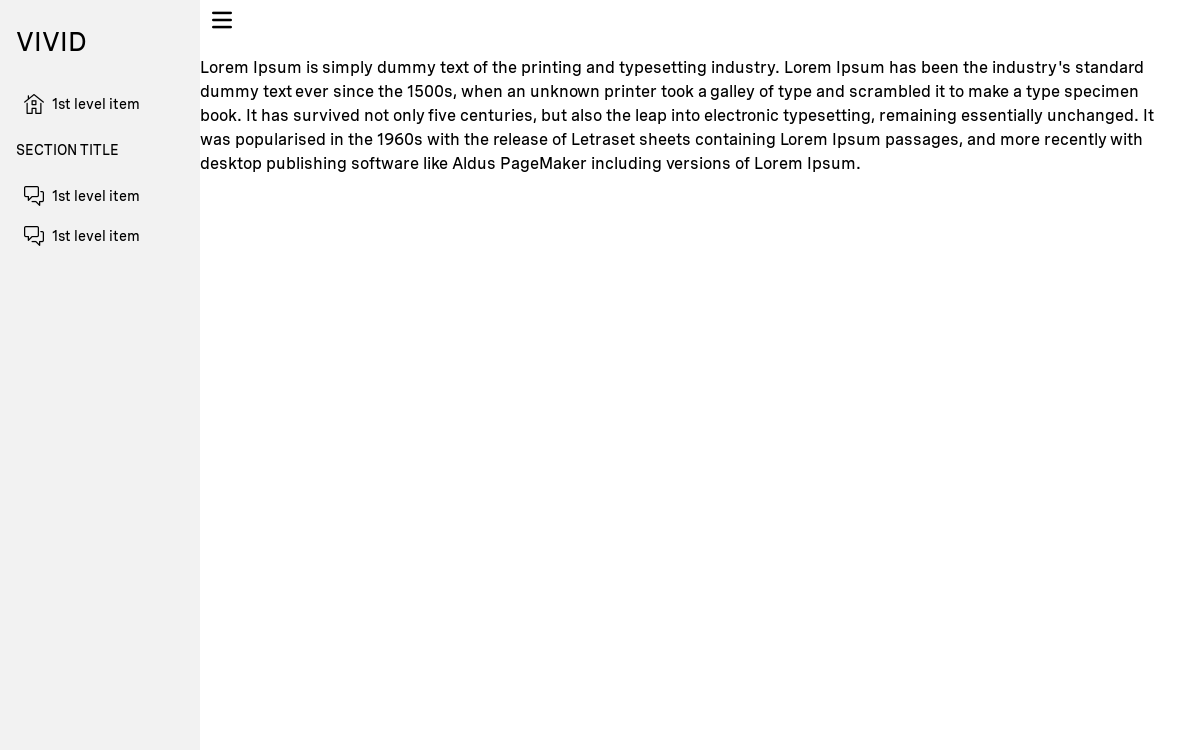 VIVID
1st level item
SECTION TITLE
1st level item
1st level item
Lorem Ipsum is simply dummy text of the printing and typesetting industry. Lorem Ipsum has been the industry's standard
dummy text ever since the 1500s, when an unknown printer took a galley of type and scrambled it to make a type specimen
book. It has survived not only five centuries, but also the leap into electronic typesetting, remaining essentially unchanged. It
was popularised in the 1960s with the release of Letraset sheets containing Lorem Ipsum passages, and more recently with
desktop publishing software like Aldus PageMaker including versions of Lorem Ipsum.